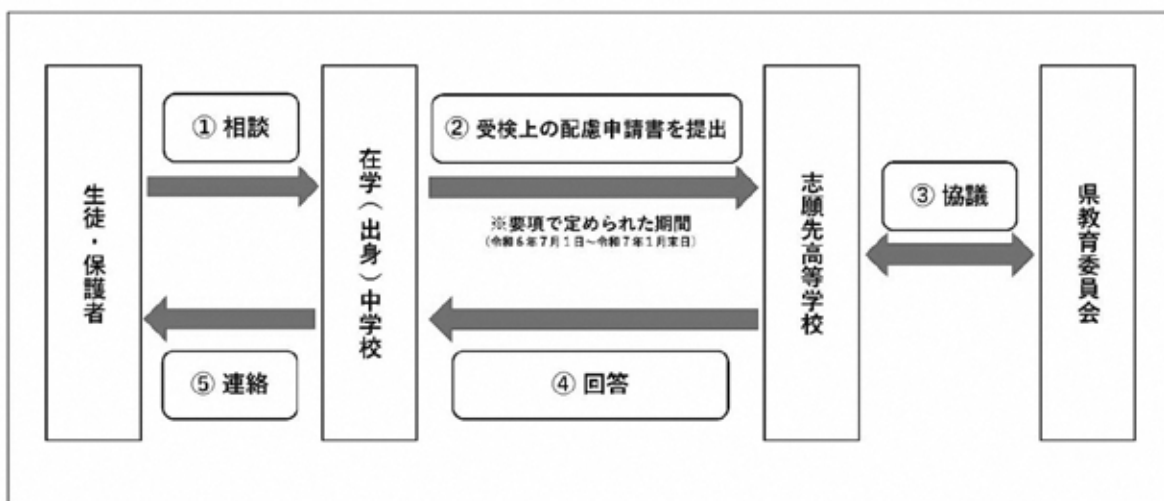 生徒・保護者
① 相談
⑤ 連絡
在学（出身）中学校
② 受検上の配慮申請書を提出
※要項で定められた期間
（令和6年7月1日～令和7年1月末日）
④ 回答
志願先高等学校
③ 協議
県教育委員会